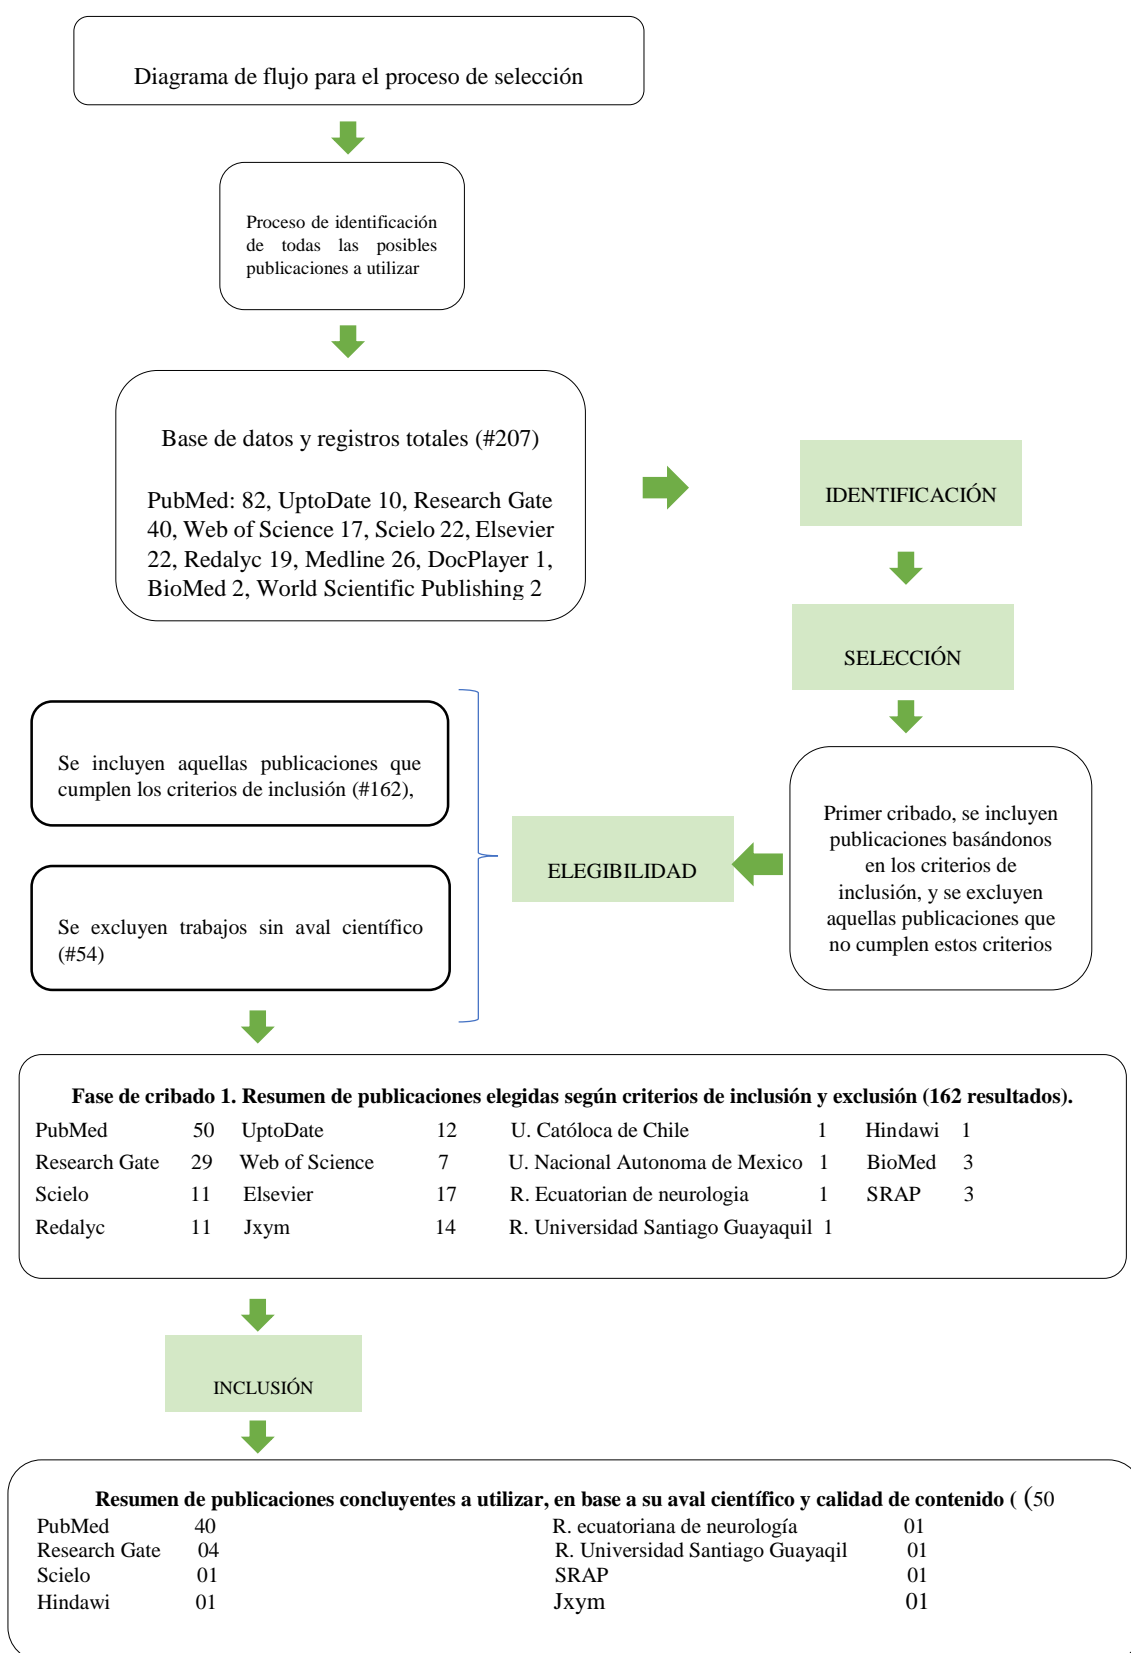 Diagrama de flujo para el proceso de selección
Proceso de identificación
de todas las posibles
publicaciones a utilizar
Base de datos y registros totales (#207)
PubMed: 82, UptoDate 10, Research Gate
40, Web of Science 17, Scielo 22, Elsevier
22, Redalyc 19, Medline 26, DocPlayer 1,
BioMed 2, World Scientific Publishing 2
IDENTIFICACIÓN
SELECCIÓN
Primer cribado, se incluyen
publicaciones basándonos
en los criterios de
inclusión, y se excluyen
aquellas publicaciones que
no cumplen estos criterios
ELEGIBILIDAD
Se incluyen aquellas publicaciones que
cumplen los criterios de inclusión (#162),
Se excluyen trabajos sin aval científico
(#54)
Fase de cribado 1. Resumen de publicaciones elegidas según criterios de inclusión y exclusión (162 resultados).
PubMed 50 UptoDate 12 U. Católoca de Chile 1 Hindawi 1
Research Gate 29 Web of Science 7 U. Nacional Autonoma de Mexico 1 BioMed 3
Scielo 11 Elsevier 17 R. Ecuatorian de neurologia 1 SRAP 3
Redalyc 11 Jxym 14 R. Universidad Santiago Guayaquil 1
INCLUSIÓN
Resumen de publicaciones concluyentes a utilizar, en base a su aval científico y calidad de contenido ( (50
PubMed 40 R. ecuatoriana de neurología 01
Research Gate 04 R. Universidad Santiago Guayaqil 01
Scielo 01 SRAP 01
Hindawi 01 Jxym 01